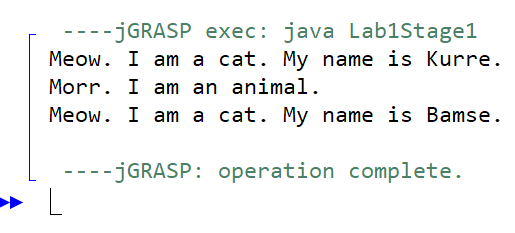 ----jGRASP exec: java Lab1Stage1
Meow. I am a cat. My name is Kurre.
Morr. I am an animal.
Meow. I am a cat. My name is Bamse.
----jGRASP: operation complete.